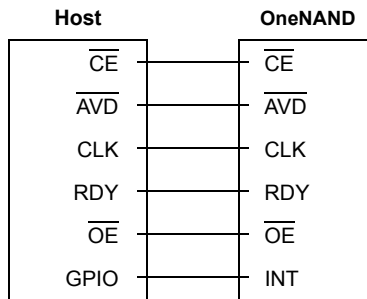 Host OneNAND
CE CE
AVD AVD
CLK CLK
RDY RDY
OE OE
GPIO INT